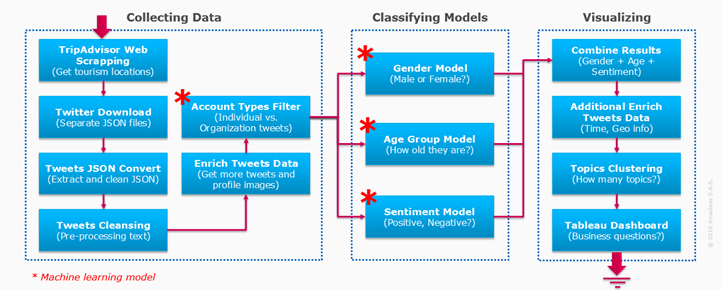 Collecting Data
Classifying Models
Visualizing
TripAdvisor Web
Scrapping
(Get tourism locations)
Twitter Download
(Separate JSON files)
Tweets JSON Convert
(Extract and clean JSON)
Tweets Cleansing
(Pre-processing text)
* Account Types Filter
(Individual vs.
Organization tweets)
Enrich Tweets Data
(Get more tweets and
profile images)
* Gender Model
(Male or Female?)
* Age Group Model
(How old they are?)
* Sentiment Model
(Positive, Negative?)
Combine Results
(Gender + Age +
Sentiment)
Additional Enrich
Tweets Data
(Time, Geo info)
Topics Clustering
(How many topics?)
Tableau Dashboard
(Business questions?)
* Machine learning model